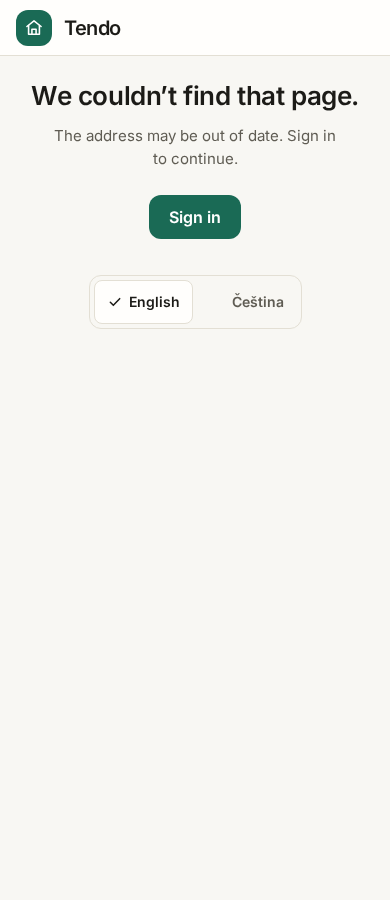 Tendo
We couldn’t find that page.
The address may be out of date. Sign in
to continue.
Sign in
English
Čeština